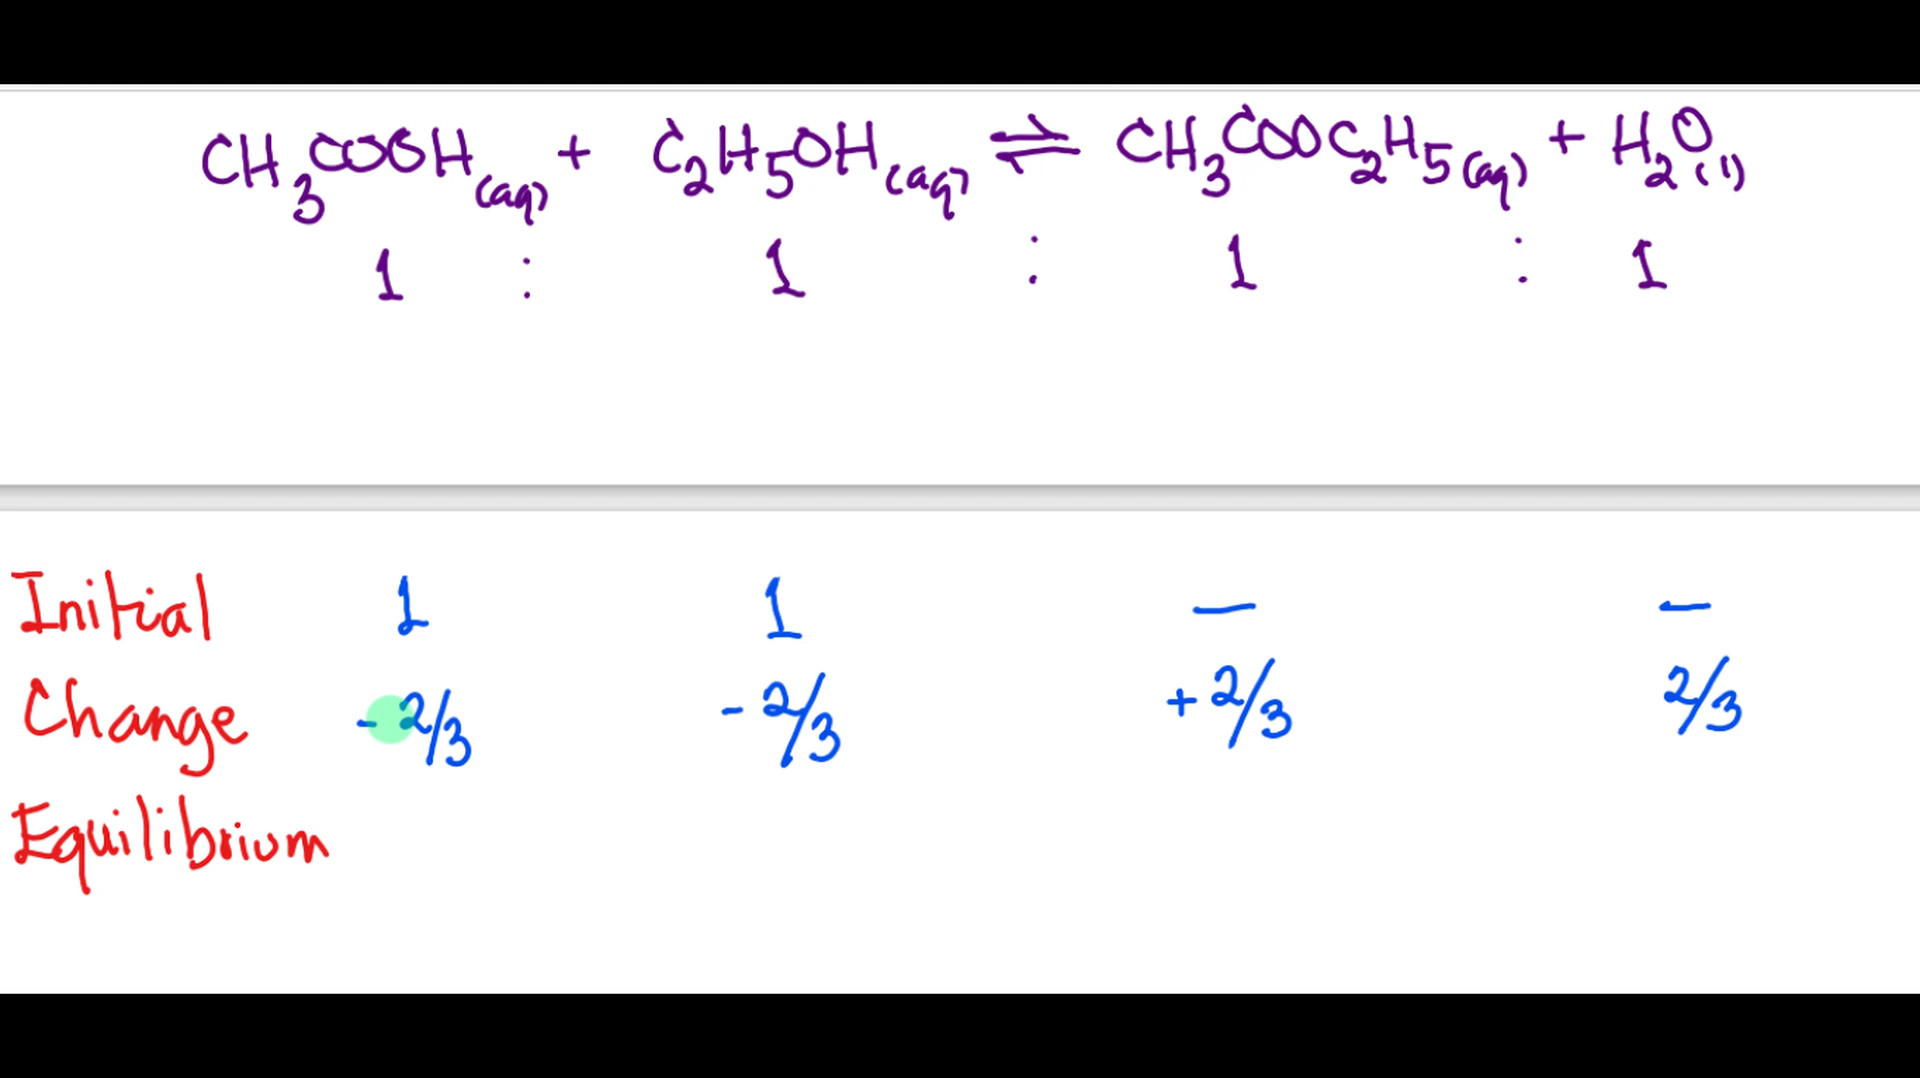 CH₃COOH(aq) + C₂H₅OH(aq) ⇌ CH₃COOC₂H₅(aq) + H₂O(l)
1 : 1 : 1 : 1
Initial 1 1 — —
Change -2/3 -2/3 +2/3 2/3
Equilibrium